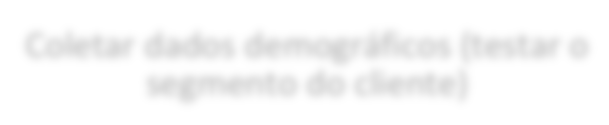 Coletar dados demográficos (testar o
segmento do cliente)